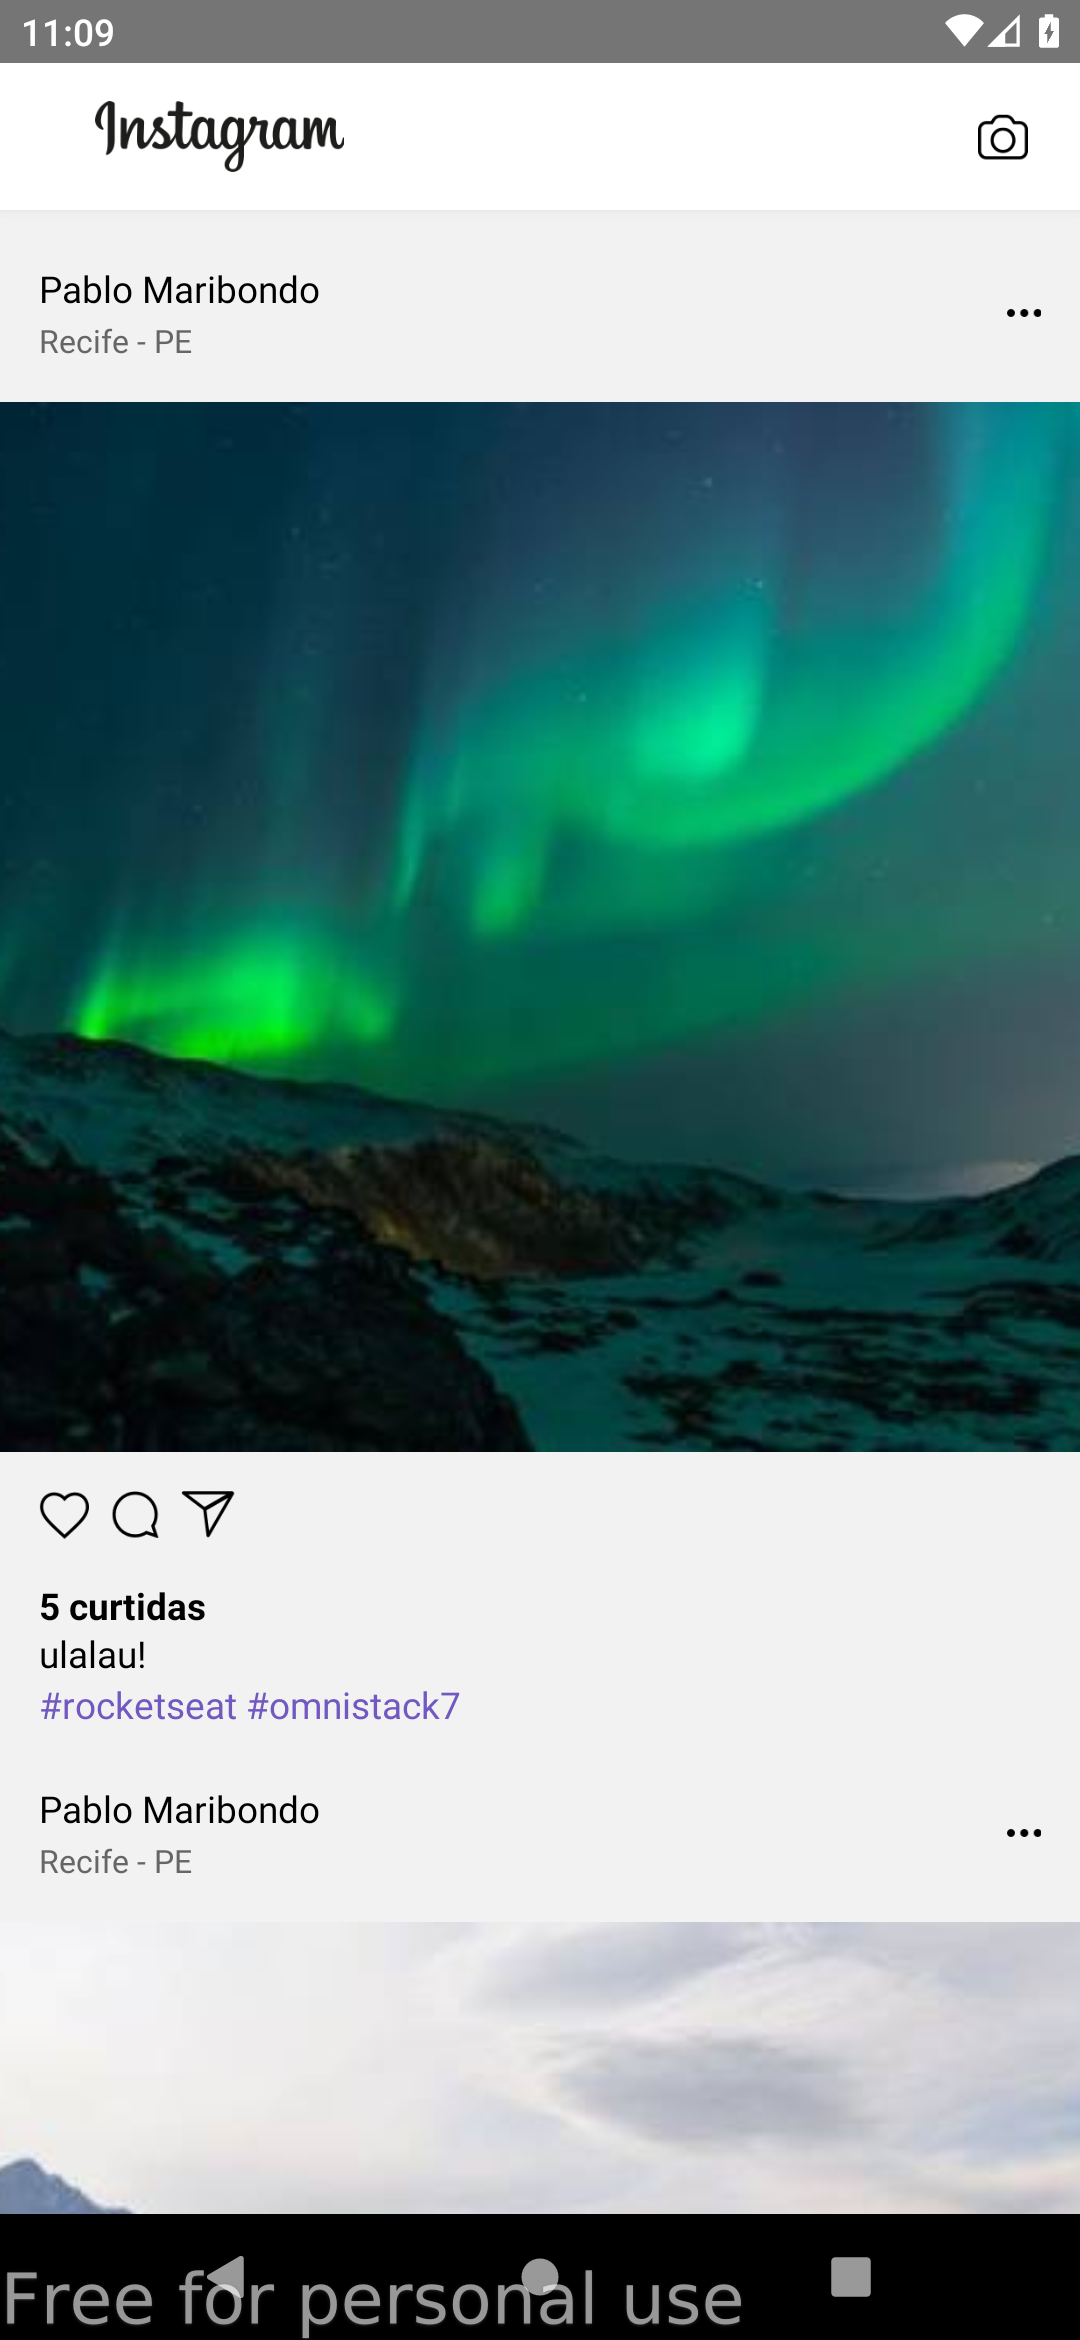 11:09
Instagram
Pablo Maribondo
Recife - PE
5 curtidas
ulalau!
#rocketseat #omnistack7
Pablo Maribondo
Recife - PE
Free for personal use